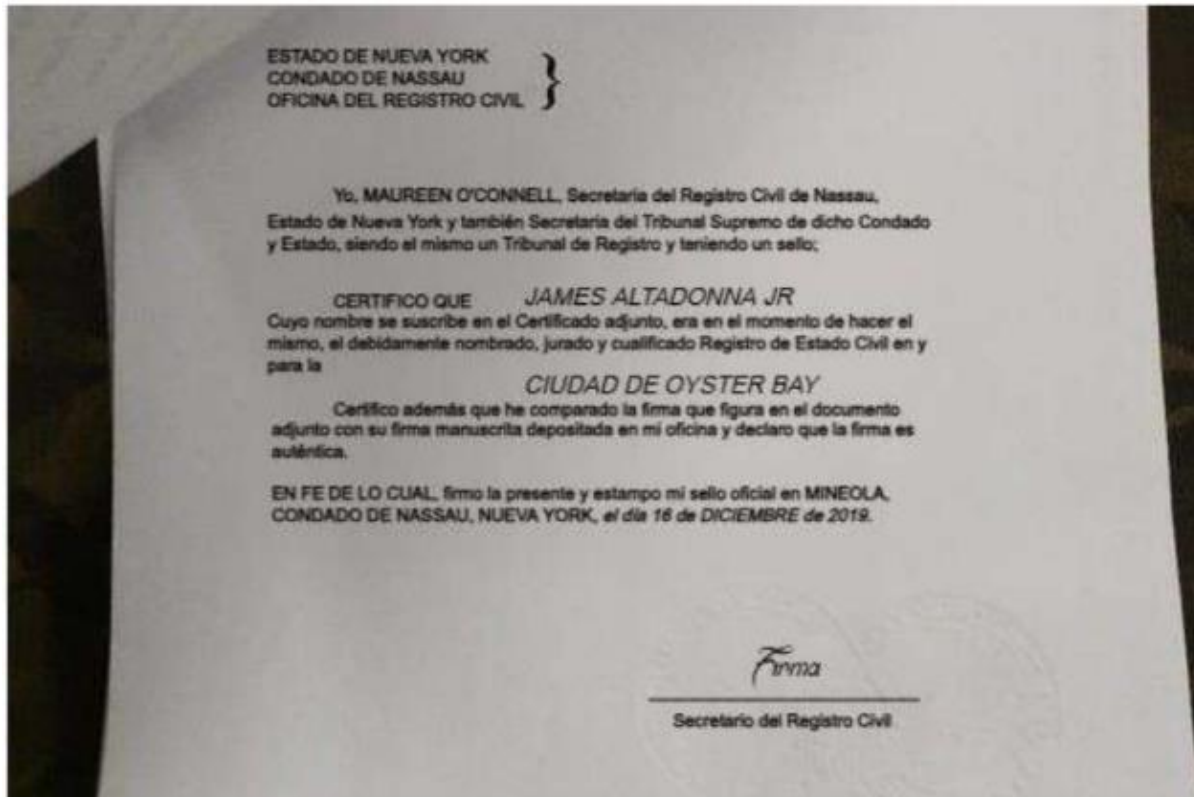 ESTADO DE NUEVA YORK
CONDADO DE NASSAU
OFICINA DEL REGISTRO CIVIL
Yo, MAUREEN O'CONNELL, Secretaria del Registro Civil de Nassau,
Estado de Nueva York y también Secretaria del Tribunal Supremo de dicho Condado
y Estado, siendo el mismo un Tribunal de Registro y teniendo un sello;
CERTIFICO QUE JAMES ALTADONNA JR
Cuyo nombre se suscribe en el Certificado adjunto, era en el momento de hacer el
mismo, el debidamente nombrado, jurado y cualificado Registro de Estado Civil en y
para la
CIUDAD DE OYSTER BAY
Certifico además que he comparado la firma que figura en el documento
adjunto con su firma manuscrita depositada en mi oficina y declaro que la firma es
auténtica.
EN FE DE LO CUAL, firmo la presente y estampo mi sello oficial en MINEOLA,
CONDADO DE NASSAU, NUEVA YORK, el día 16 de DICIEMBRE de 2019.
Firma
Secretario del Registro Civil